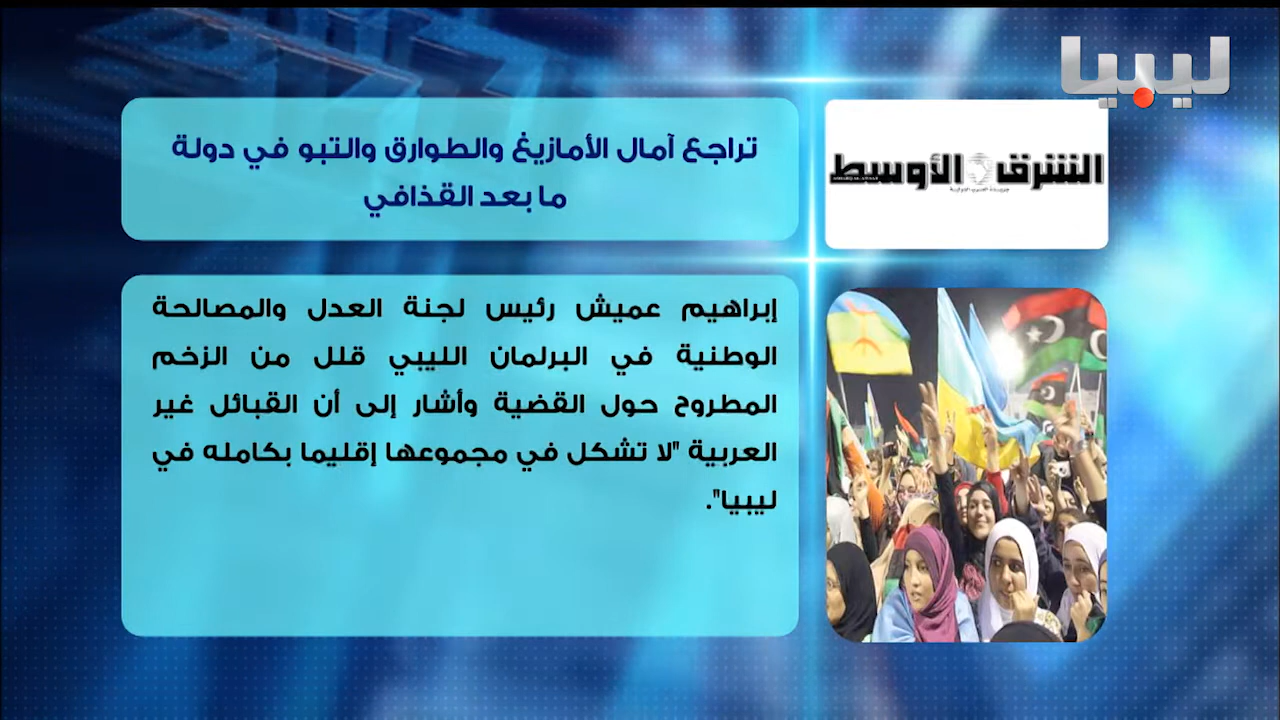 ليبيا
الشرق الأوسط
تراجع آمال الأمازيغ والطوارق والتبو في دولة
ما بعد القذافي
إبراهيم عميش رئيس لجنة العدل والمصالحة
الوطنية في البرلمان الليبي قلل من الزخم
المطروح حول القضية وأشار إلى أن القبائل غير
العربية "لا تشكل في مجموعها إقليما بكامله في
ليبيا".